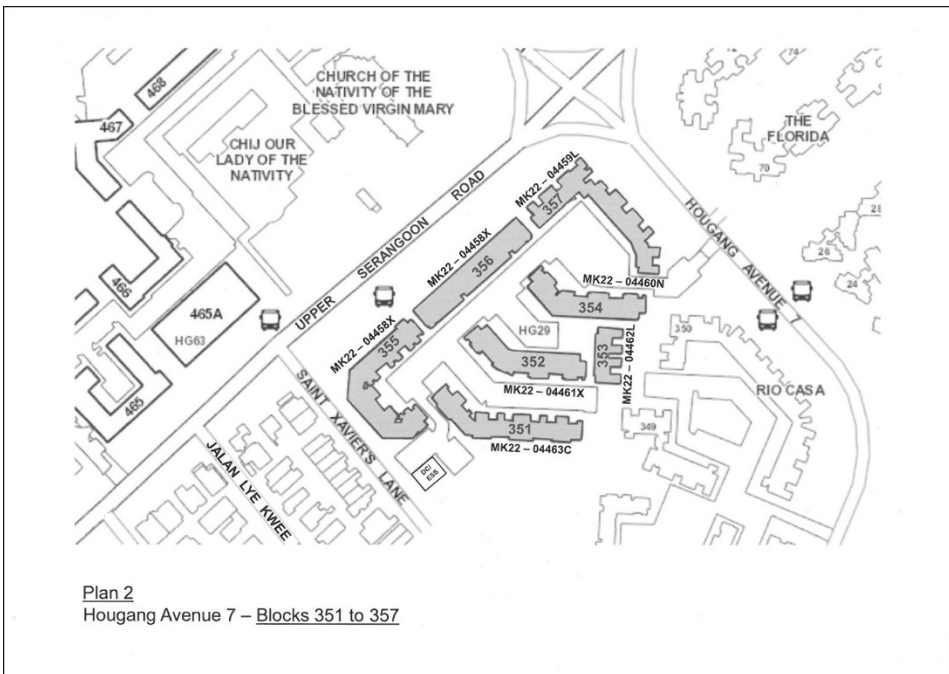 468
467
CHURCH OF THE
NATIVITY OF THE
BLESSED VIRGIN MARY
CHIJ OUR
LADY OF THE
NATIVITY
74
THE
FLORIDA
70
UPPER SERANGOON ROAD
MK22 – 04459L
357
HOUGANG AVENUE 7
26
24
466
465A
HG63
465
MK22 – 04458X
356
MK22 – 04460N
354
MK22 – 04458X
355
HG29
352
353
MK22 – 04462L
350
MK22 – 04461X
RIO CASA
351
349
MK22 – 04463C
SAINT XAVIER'S LANE
JALAN LYE KWEE
DC/
ESS
Plan 2
Hougang Avenue 7 – Blocks 351 to 357